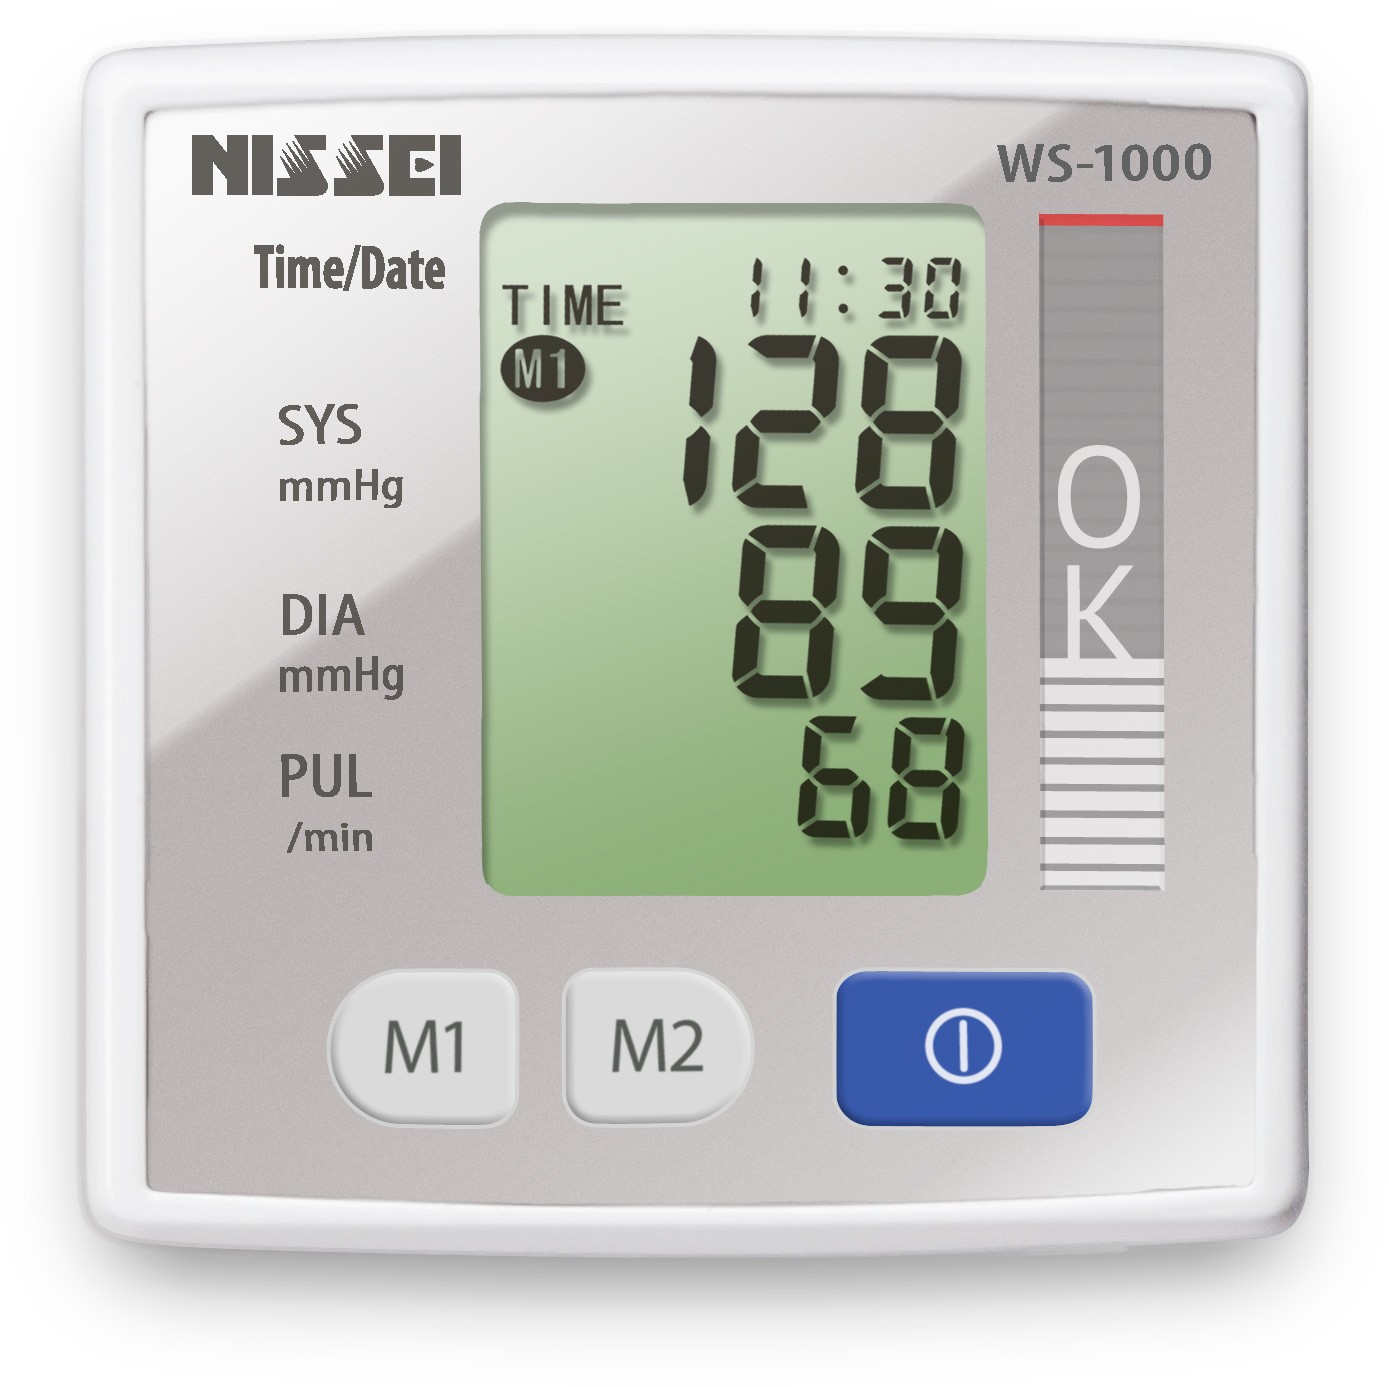 NISSEI
WS-1000
Time/Date
TIME 11:30
M1
SYS
mmHg
128
DIA
mmHg
89
PUL
/min
68
OK
M1 M2